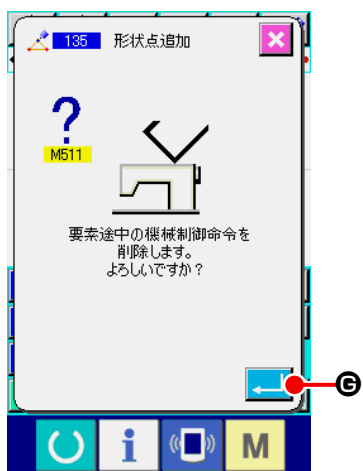 135 形状点追加
?
M511
要素途中の機械制御命令を
削除します。
よろしいですか？
G
i
M